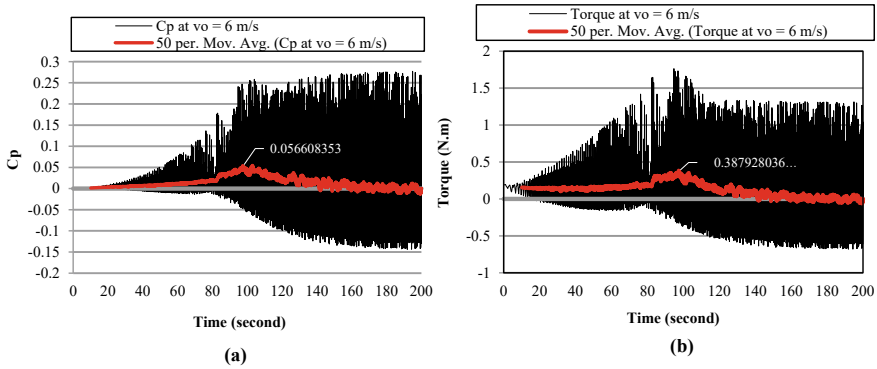 Cp at vo = 6 m/s
50 per. Mov. Avg. (Cp at vo = 6 m/s)
0.3
0.25
0.2
0.15
0.1
0.05
0
-0.05
-0.1
-0.15
-0.2
Cp
0.056608353
0 20 40 60 80 100 120 140 160 180 200
Time (second)
(a)
Torque at vo = 6 m/s
50 per. Mov. Avg. (Torque at vo = 6 m/s)
2
1.5
1
0.5
0
-0.5
-1
Torque (N.m)
0.387928036...
0 20 40 60 80 100 120 140 160 180 200
Time (second)
(b)